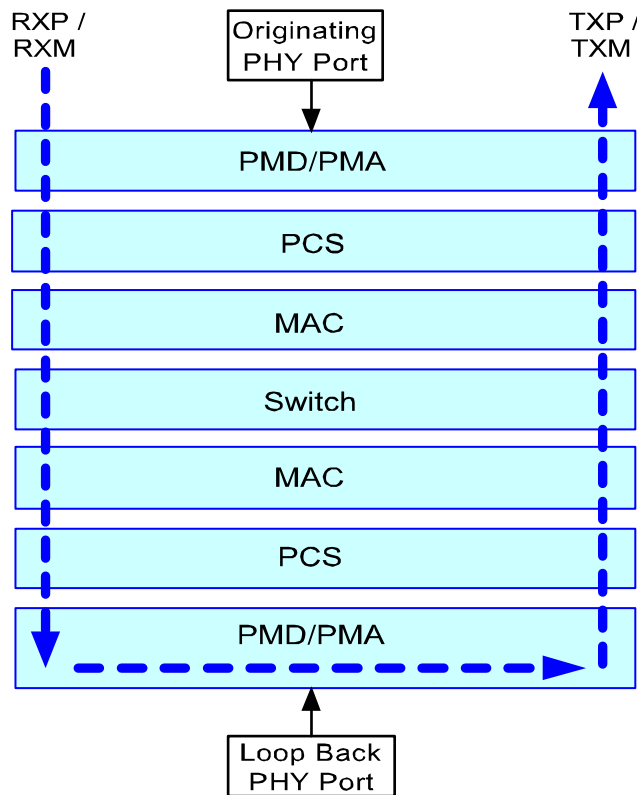 RXP /
RXM
Originating
PHY Port
TXP /
TXM
PMD/PMA
PCS
MAC
Switch
MAC
PCS
PMD/PMA
Loop Back
PHY Port